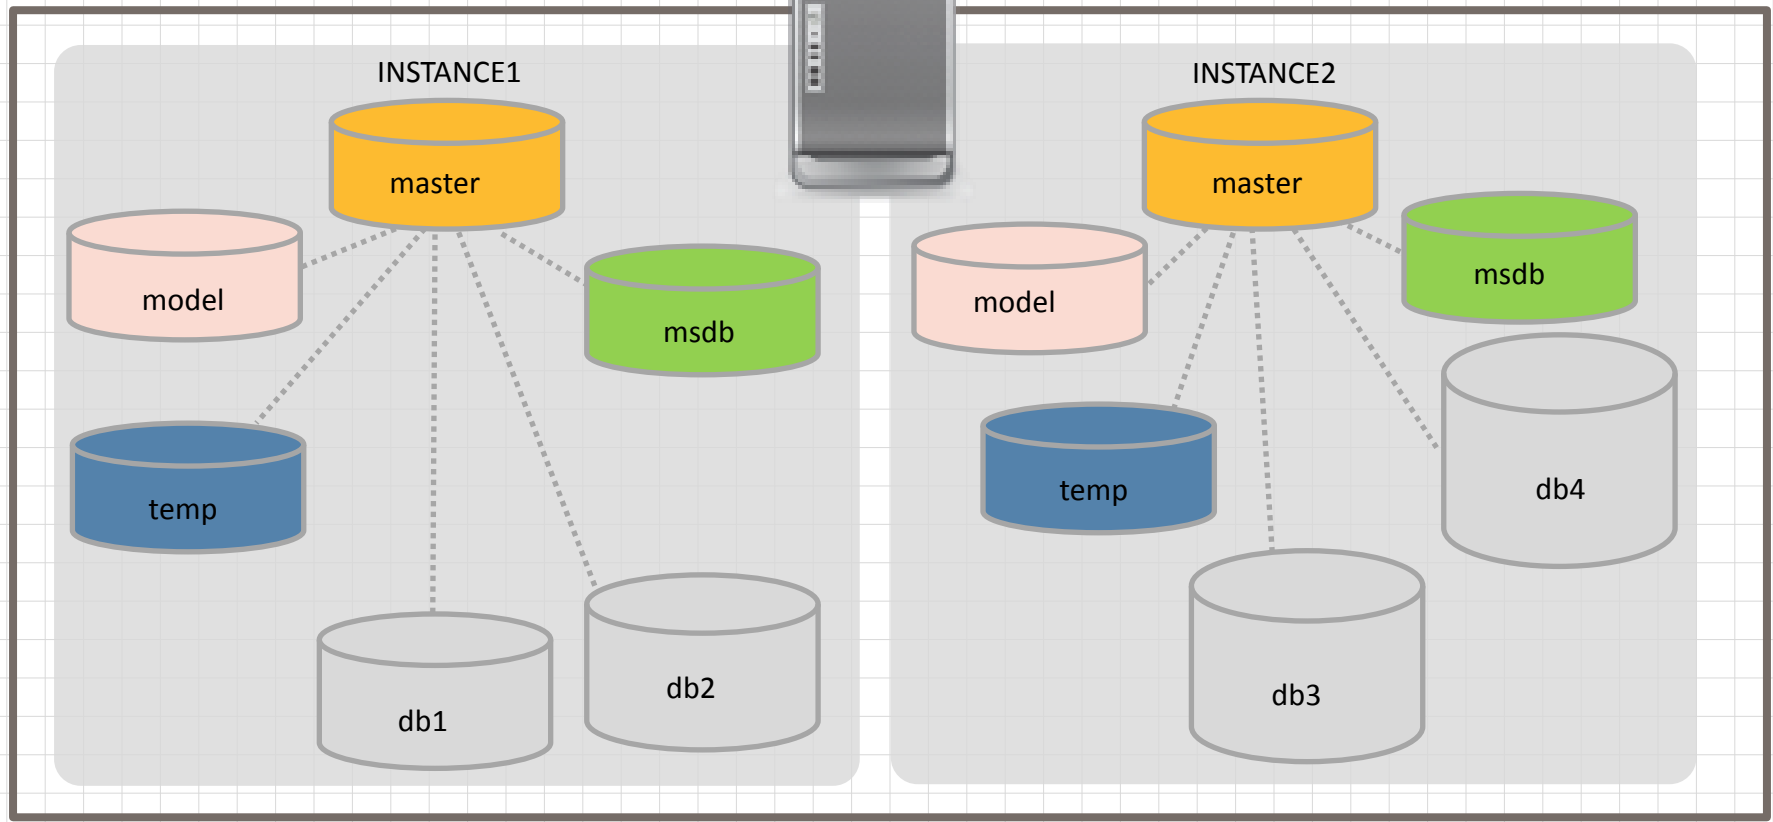 INSTANCE1
master
model
msdb
temp
db1
db2
INSTANCE2
master
model
msdb
temp
db4
db3